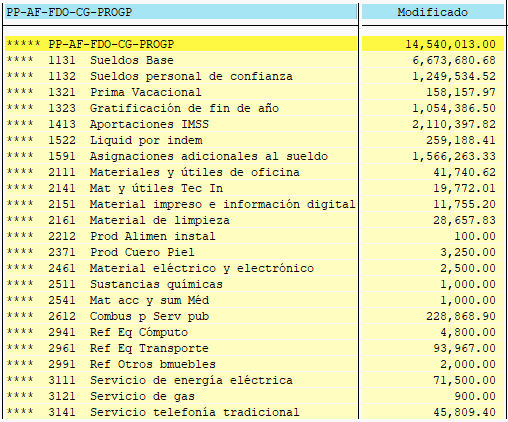 PP-AF-FDO-CG-PROGP Modificado
***** PP-AF-FDO-CG-PROGP 14,540,013.00
**** 1131 Sueldos Base 6,673,680.68
**** 1132 Sueldos personal de confianza 1,249,534.52
**** 1321 Prima Vacacional 158,157.97
**** 1323 Gratificación de fin de año 1,054,386.50
**** 1413 Aportaciones IMSS 2,110,397.82
**** 1522 Liquid por indem 259,188.41
**** 1591 Asignaciones adicionales al sueldo 1,566,263.33
**** 2111 Materiales y útiles de oficina 41,740.62
**** 2141 Mat y útiles Tec In 19,772.01
**** 2151 Material impreso e información digital 11,755.20
**** 2161 Material de limpieza 28,657.83
**** 2212 Prod Alimen instal 100.00
**** 2371 Prod Cuero Piel 3,250.00
**** 2461 Material eléctrico y electrónico 2,500.00
**** 2511 Sustancias químicas 1,000.00
**** 2541 Mat acc y sum Méd 1,000.00
**** 2612 Combus p Serv pub 228,868.90
**** 2941 Ref Eq Cómputo 4,800.00
**** 2961 Ref Eq Transporte 93,967.00
**** 2991 Ref Otros bmuebles 2,000.00
**** 3111 Servicio de energía eléctrica 71,500.00
**** 3121 Servicio de gas 900.00
**** 3141 Servicio telefonía tradicional 45,809.40